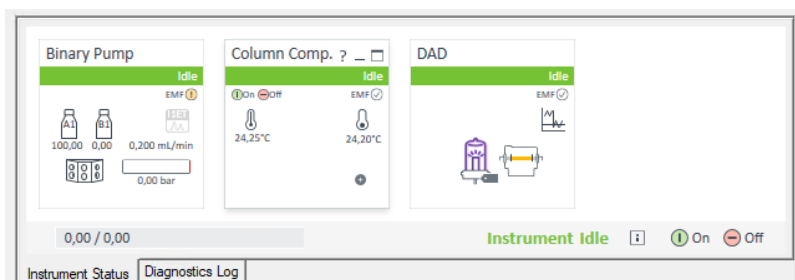 Binary Pump
Idle
EMF
A1 B1 ISET
100,00 0,00 0,200 mL/min
0,00 bar
Column Comp. ?
Idle
On Off EMF
24,25°C 24,20°C
DAD
Idle
EMF
0,00 / 0,00
Instrument Idle i On Off
Instrument Status Diagnostics Log